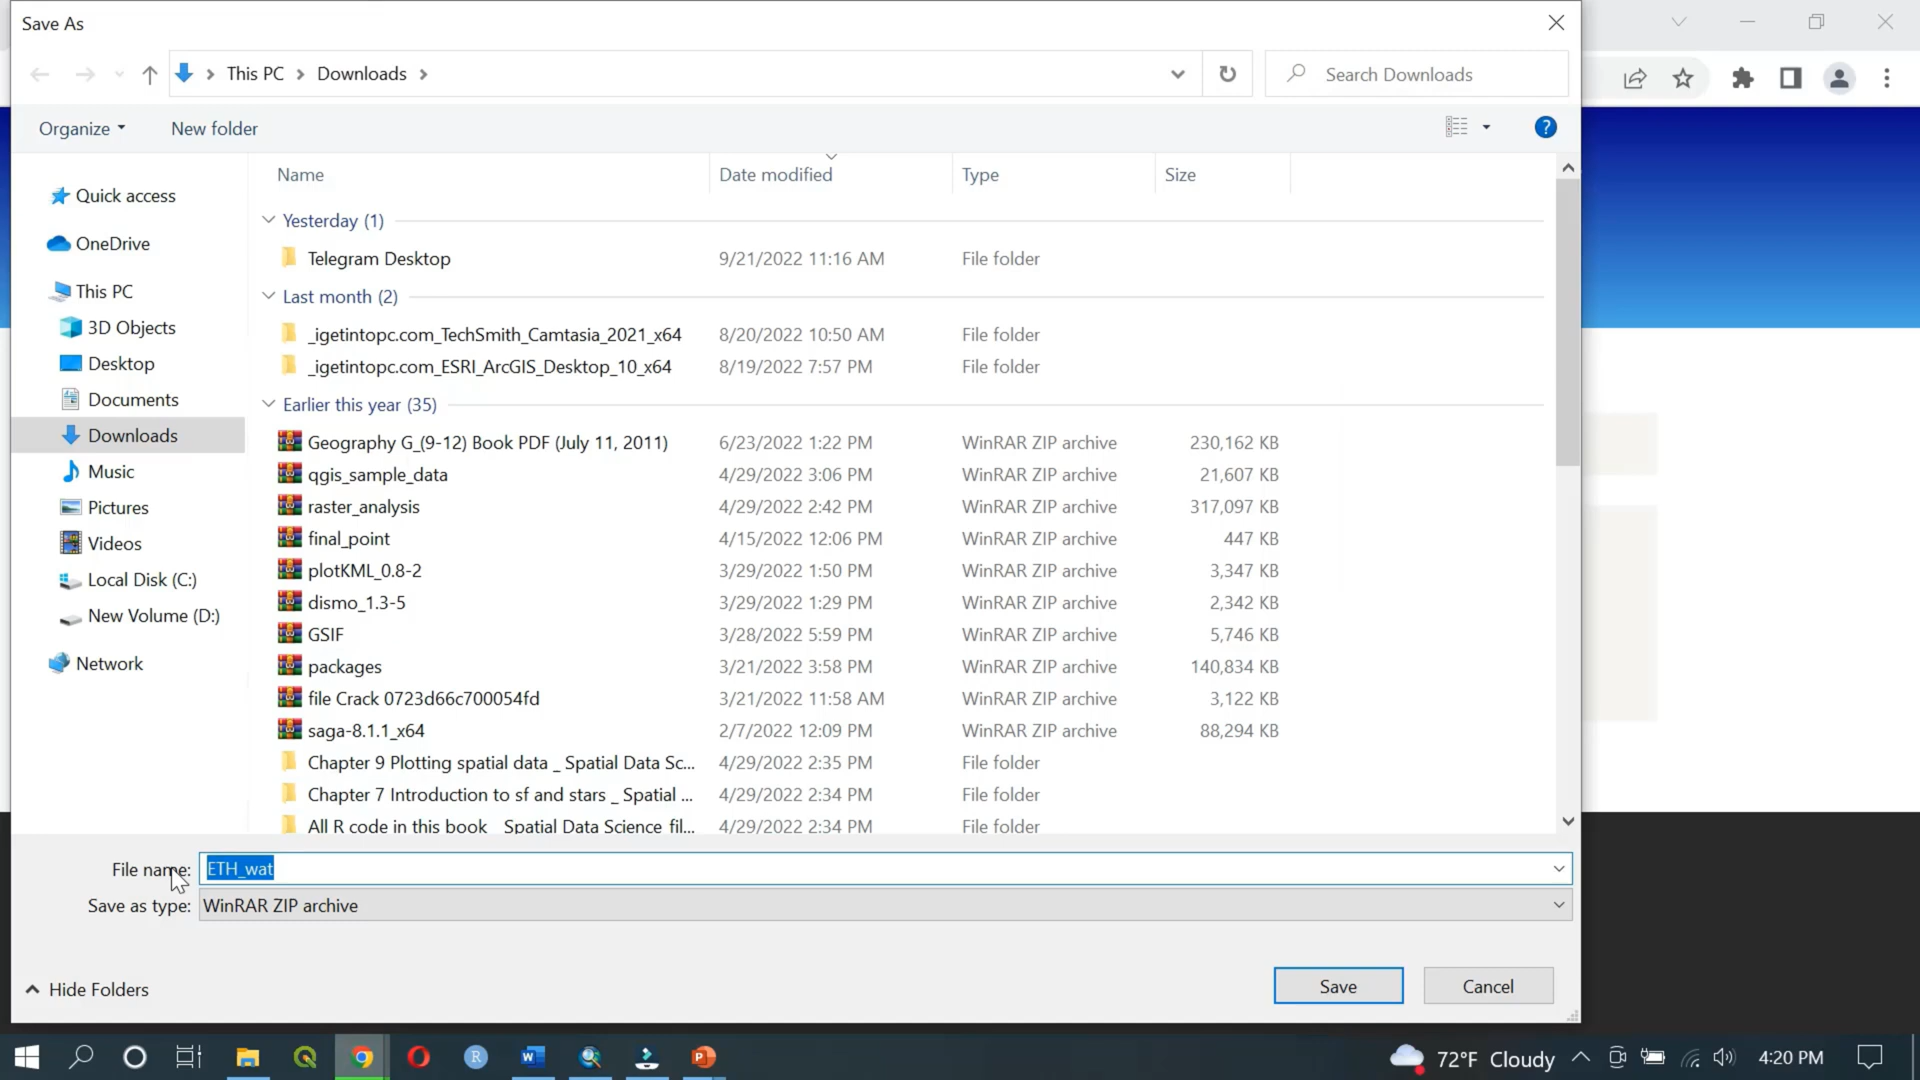 Save As
This PC
Downloads
Search Downloads
Organize
New folder
?
Name
Date modified
Type
Size
Quick access
OneDrive
This PC
3D Objects
Desktop
Documents
Downloads
Music
Pictures
Videos
Local Disk (C:)
New Volume (D:)
Network
Yesterday (1)
Telegram Desktop 9/21/2022 11:16 AM File folder
Last month (2)
_igetintopc.com_TechSmith_Camtasia_2021_x64 8/20/2022 10:50 AM File folder
_igetintopc.com_ESRI_ArcGIS_Desktop_10_x64 8/19/2022 7:57 PM File folder
Earlier this year (35)
Geography G_(9-12) Book PDF (July 11, 2011) 6/23/2022 1:22 PM WinRAR ZIP archive 230,162 KB
qgis_sample_data 4/29/2022 3:06 PM WinRAR ZIP archive 21,607 KB
raster_analysis 4/29/2022 2:42 PM WinRAR ZIP archive 317,097 KB
final_point 4/15/2022 12:06 PM WinRAR ZIP archive 447 KB
plotKML_0.8-2 3/29/2022 1:50 PM WinRAR ZIP archive 3,347 KB
dismo_1.3-5 3/29/2022 1:29 PM WinRAR ZIP archive 2,342 KB
GSIF 3/28/2022 5:59 PM WinRAR ZIP archive 5,746 KB
packages 3/21/2022 3:58 PM WinRAR ZIP archive 140,834 KB
file Crack 0723d66c700054fd 3/21/2022 11:58 AM WinRAR ZIP archive 3,122 KB
saga-8.1.1_x64 2/7/2022 12:09 PM WinRAR ZIP archive 88,294 KB
Chapter 9 Plotting spatial data _ Spatial Data Sc... 4/29/2022 2:35 PM File folder
Chapter 7 Introduction to sf and stars _ Spatial ... 4/29/2022 2:34 PM File folder
All R code in this book _ Spatial Data Science_fil... 4/29/2022 2:34 PM File folder
File name: ETH_wat
Save as type: WinRAR ZIP archive
Hide Folders
Save
Cancel
72°F Cloudy
4:20 PM